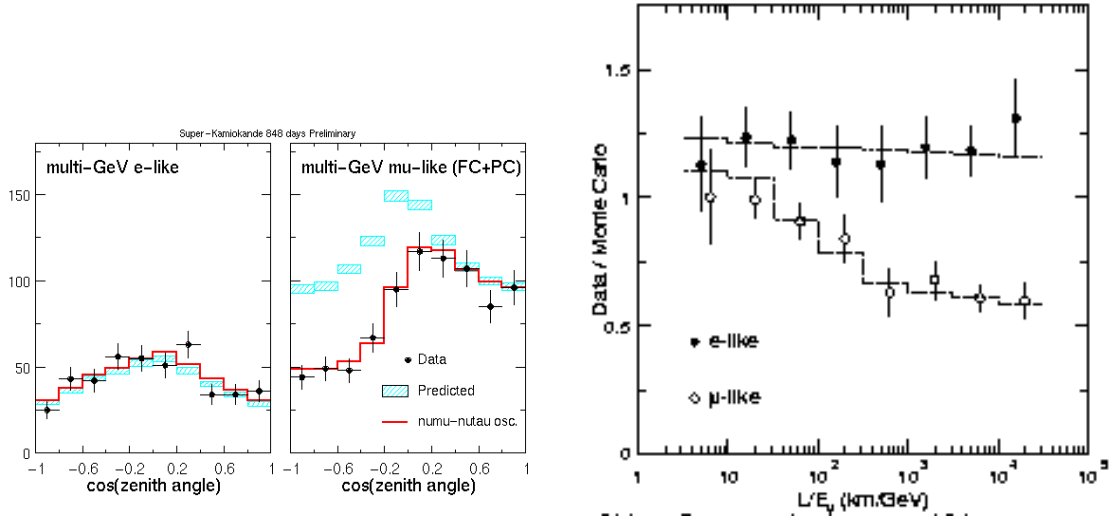 Super-Kamiokande 848 days Preliminary
multi-GeV e-like
multi-GeV mu-like (FC+PC)
150
100
50
0
Data
Predicted
numu-nutau osc.
-1 -0.6 -0.2 0.2 0.6 1
cos(zenith angle)
-1 -0.6 -0.2 0.2 0.6 1
cos(zenith angle)
Data / Monte Carlo
1.5
1
0.5
0
e-like
μ-like
1 10 10² 10³ 10⁴ 10⁵
L/Eν (km/GeV)